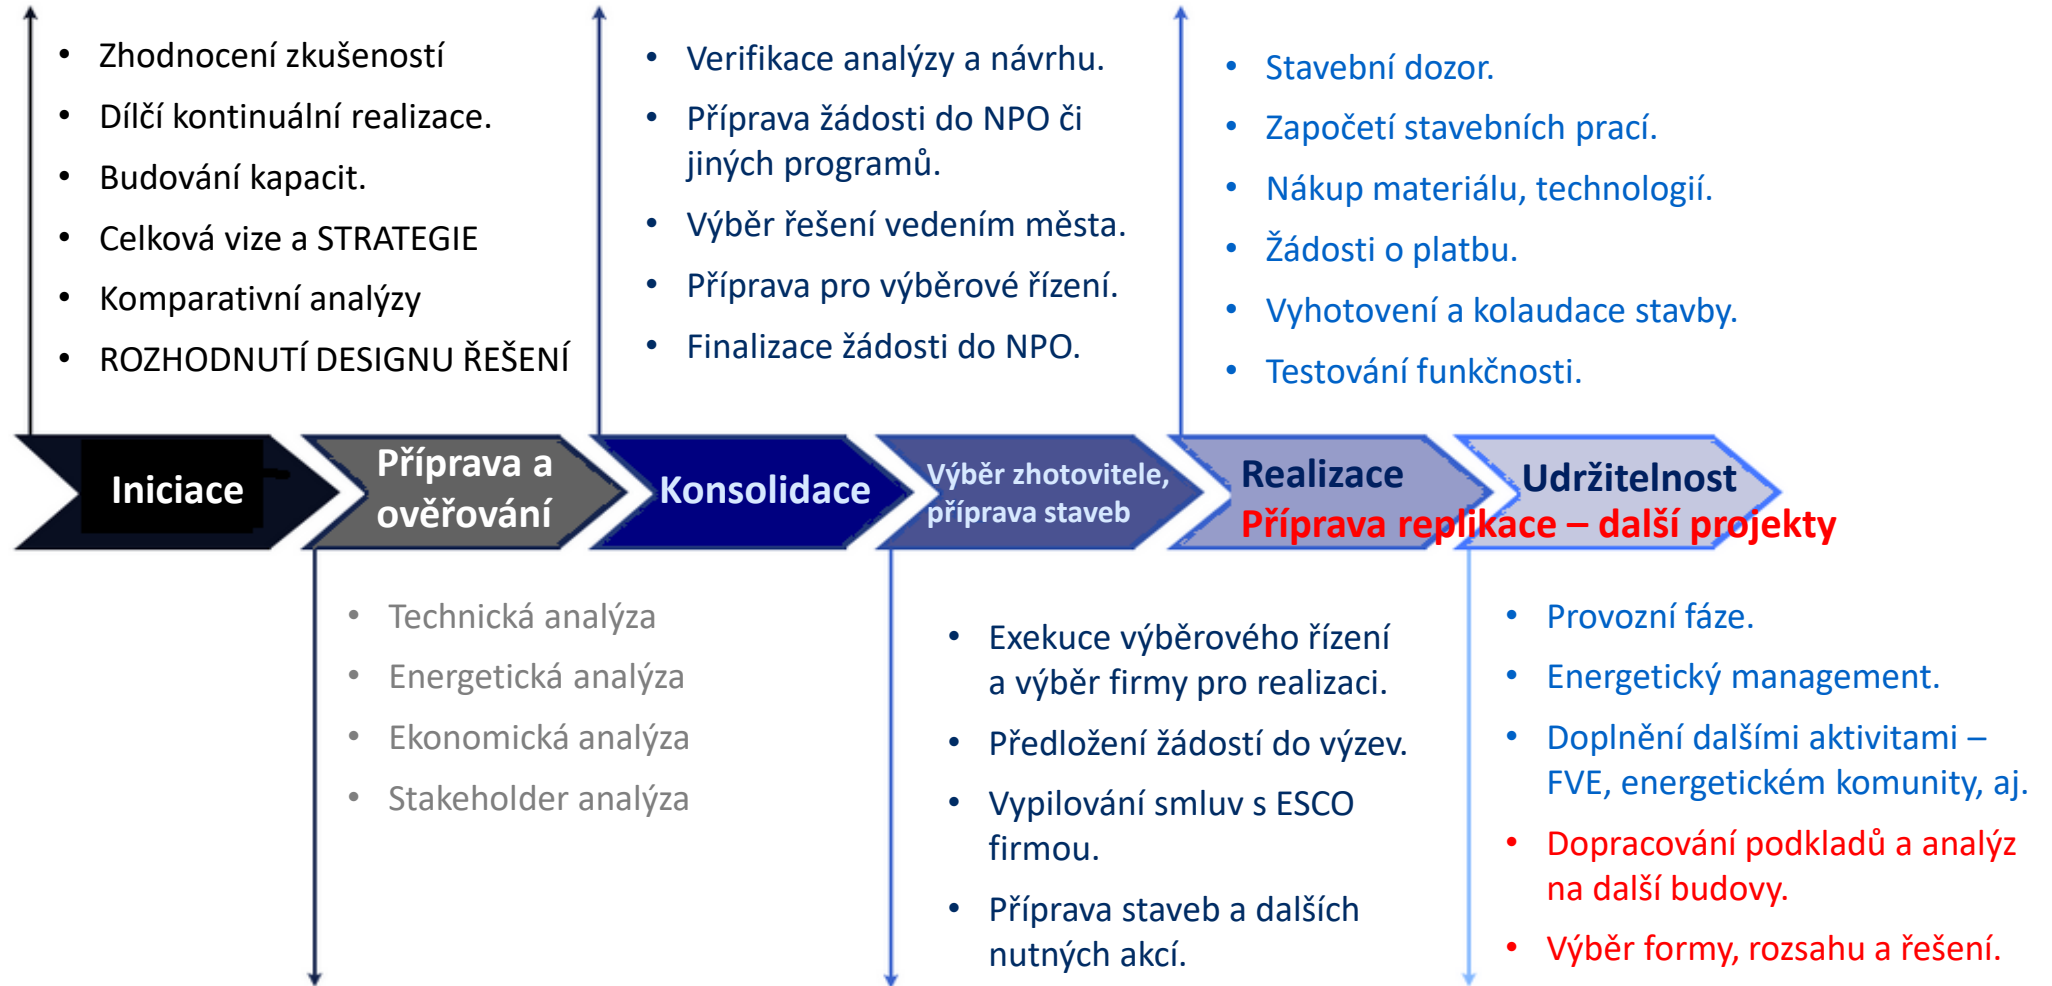 • Zhodnocení zkušeností
• Dílčí kontinuální realizace.
• Budování kapacit.
• Celková vize a STRATEGIE
• Komparativní analýzy
• ROZHODNUTÍ DESIGNU ŘEŠENÍ
• Verifikace analýzy a návrhu.
• Příprava žádosti do NPO či
jiných programů.
• Výběr řešení vedením města.
• Příprava pro výběrové řízení.
• Finalizace žádosti do NPO.
• Stavební dozor.
• Započetí stavebních prací.
• Nákup materiálu, technologií.
• Žádosti o platbu.
• Vyhotovení a kolaudace stavby.
• Testování funkčnosti.
Iniciace
Příprava a
ověřování
Konsolidace
Výběr zhotovitele,
příprava staveb
Realizace
Udržitelnost
Příprava replikace – další projekty
• Technická analýza
• Energetická analýza
• Ekonomická analýza
• Stakeholder analýza
• Exekuce výběrového řízení
a výběr firmy pro realizaci.
• Předložení žádostí do výzev.
• Vypilování smluv s ESCO
firmou.
• Příprava staveb a dalších
nutných akcí.
• Provozní fáze.
• Energetický management.
• Doplnění dalšími aktivitami –
FVE, energetickém komunity, aj.
• Dopracování podkladů a analýz
na další budovy.
• Výběr formy, rozsahu a řešení.